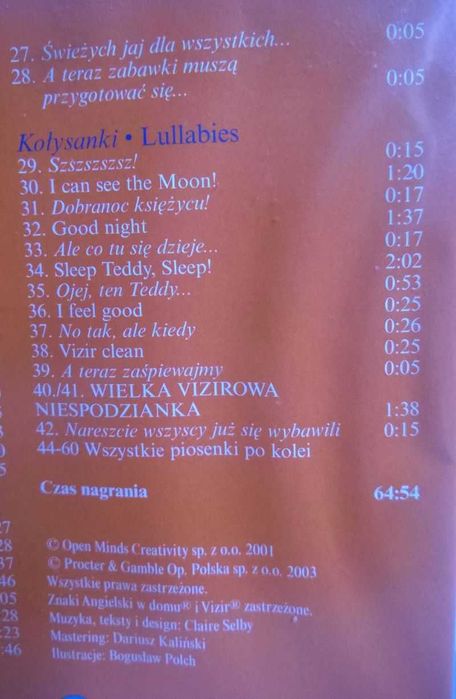 27. Świeżych jaj dla wszystkich... 0:05
28. A teraz zabawki muszą
przygotować się... 0:05
Kołysanki • Lullabies
29. Szszszszsz! 0:15
30. I can see the Moon! 1:20
31. Dobranoc księżycu! 0:17
32. Good night 1:37
33. Ale co tu się dzieje... 0:17
34. Sleep Teddy, Sleep! 2:02
35. Ojej, ten Teddy... 0:53
36. I feel good 0:25
37. No tak, ale kiedy 0:26
38. Vizir clean 0:25
39. A teraz zaśpiewajmy 0:05
40./41. WIELKA VIZIROWA
NIESPODZIANKA 1:38
42. Nareszcie wszyscy już się wybawili 0:15
44-60 Wszystkie piosenki po kolei
Czas nagrania 64:54
© Open Minds Creativity sp. z o.o. 2001
© Procter & Gamble Op. Polska sp. z o.o. 2003
Wszystkie prawa zastrzeżone.
Znaki Angielski w domu® i Vizir® zastrzeżone.
Muzyka, teksty i design: Claire Selby
Mastering: Dariusz Kaliński
Ilustracje: Bogusław Polch